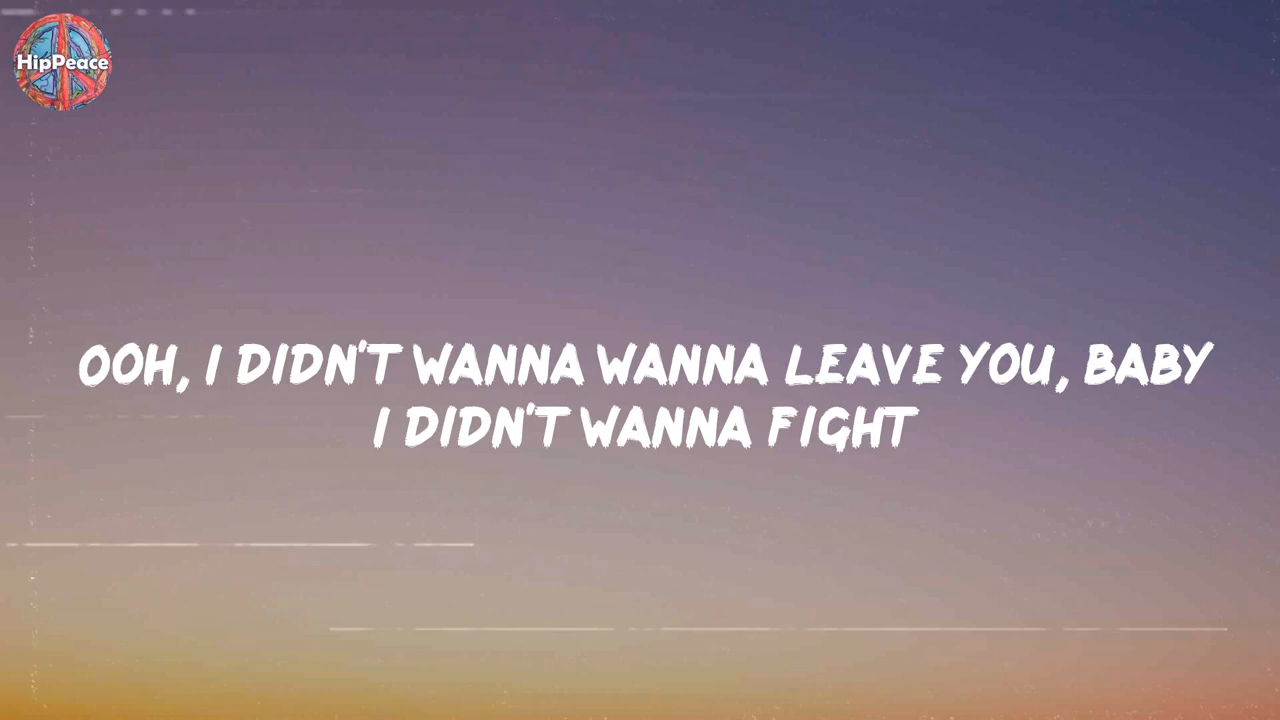 HipPeace
OOH, I DIDN'T WANNA WANNA LEAVE YOU, BABY
I DIDN'T WANNA FIGHT